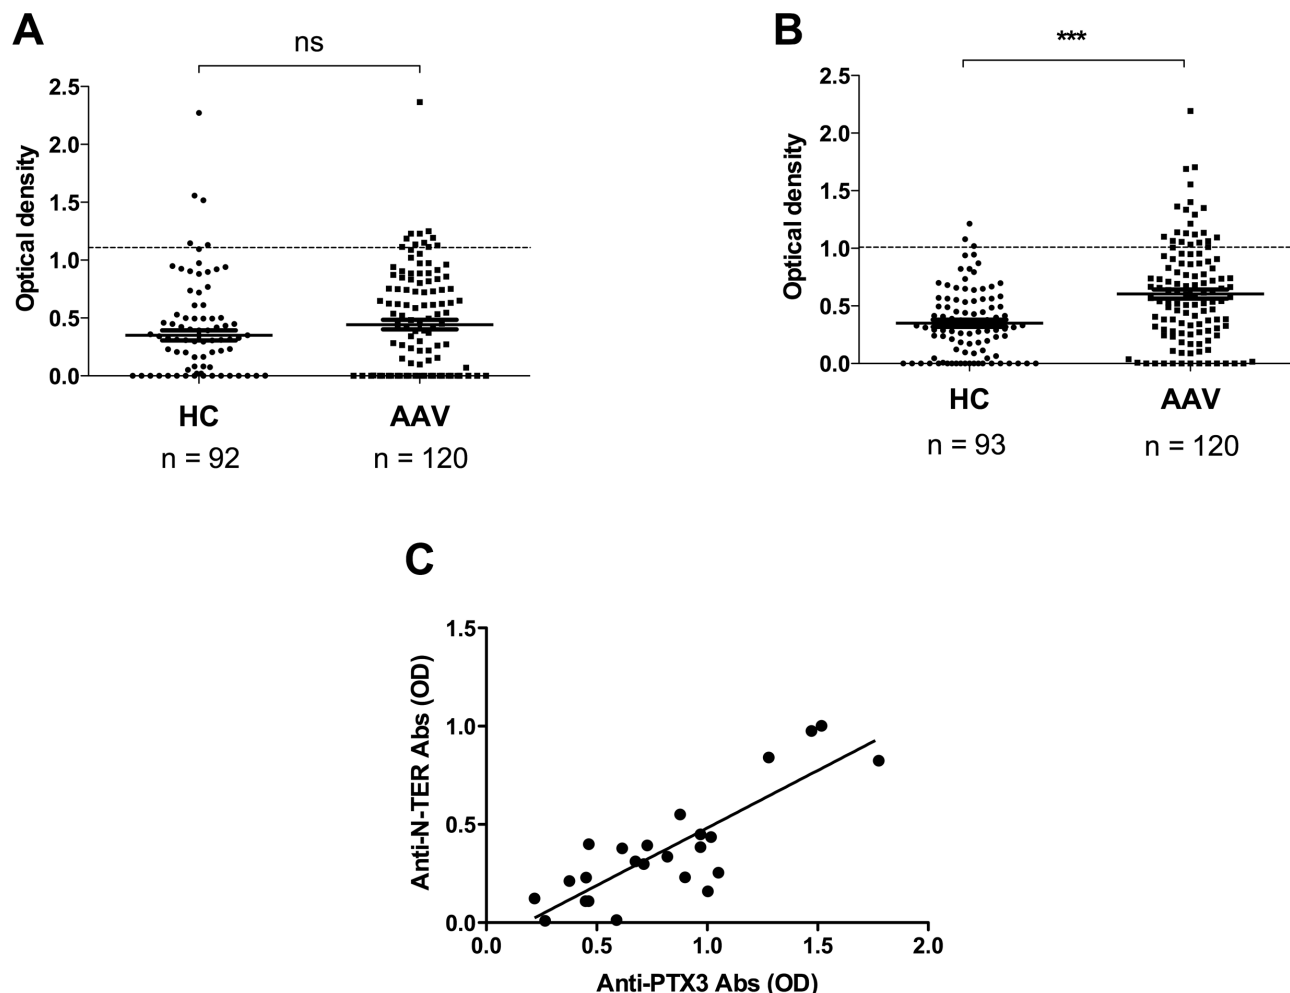 A
ns
Optical density
2.5
2.0
1.5
1.0
0.5
0.0
HC
AAV
n = 92
n = 120
B
***
Optical density
2.5
2.0
1.5
1.0
0.5
0.0
HC
AAV
n = 93
n = 120
C
Anti-N-TER Abs (OD)
1.5
1.0
0.5
0.0
0.0 0.5 1.0 1.5 2.0
Anti-PTX3 Abs (OD)